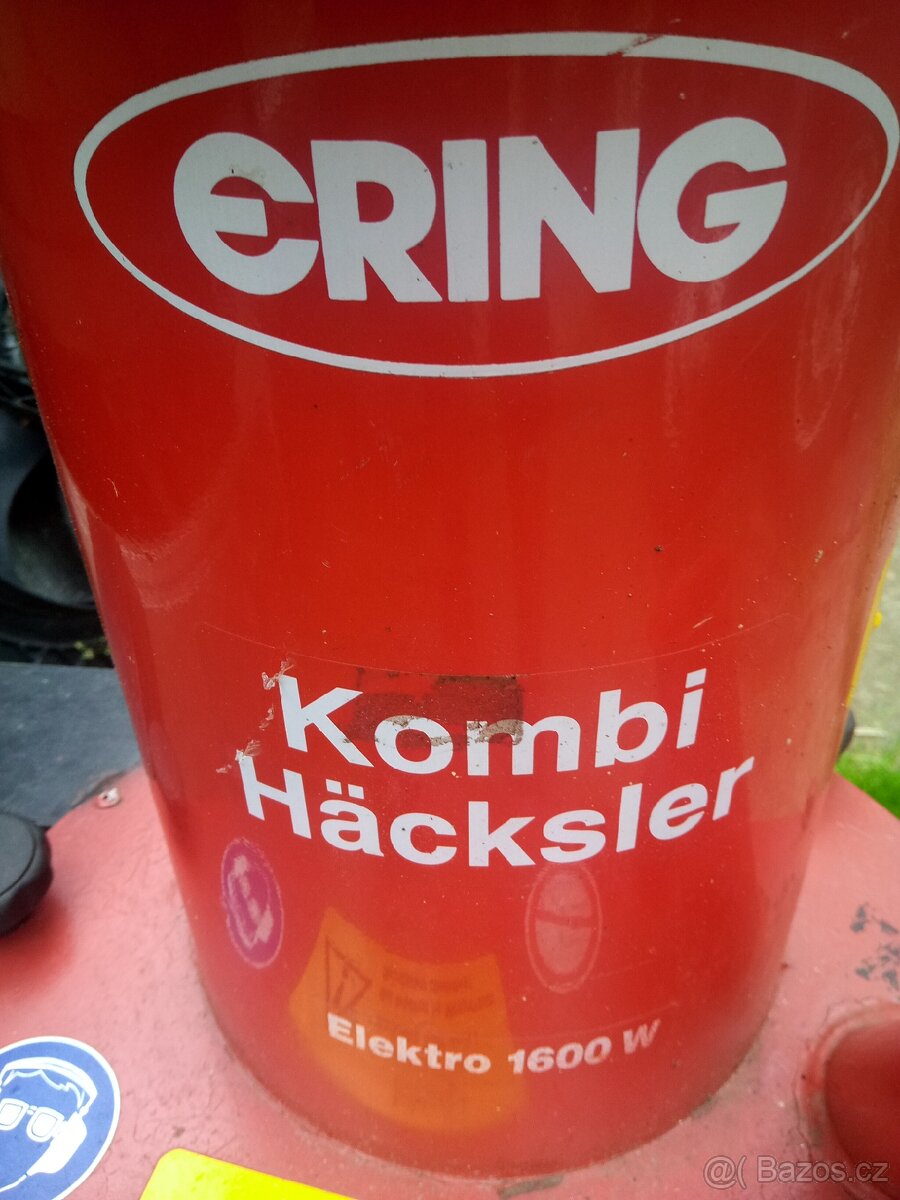 ERING
Kombi
Häcksler
Elektro 1600 W
@( Bazos.cz